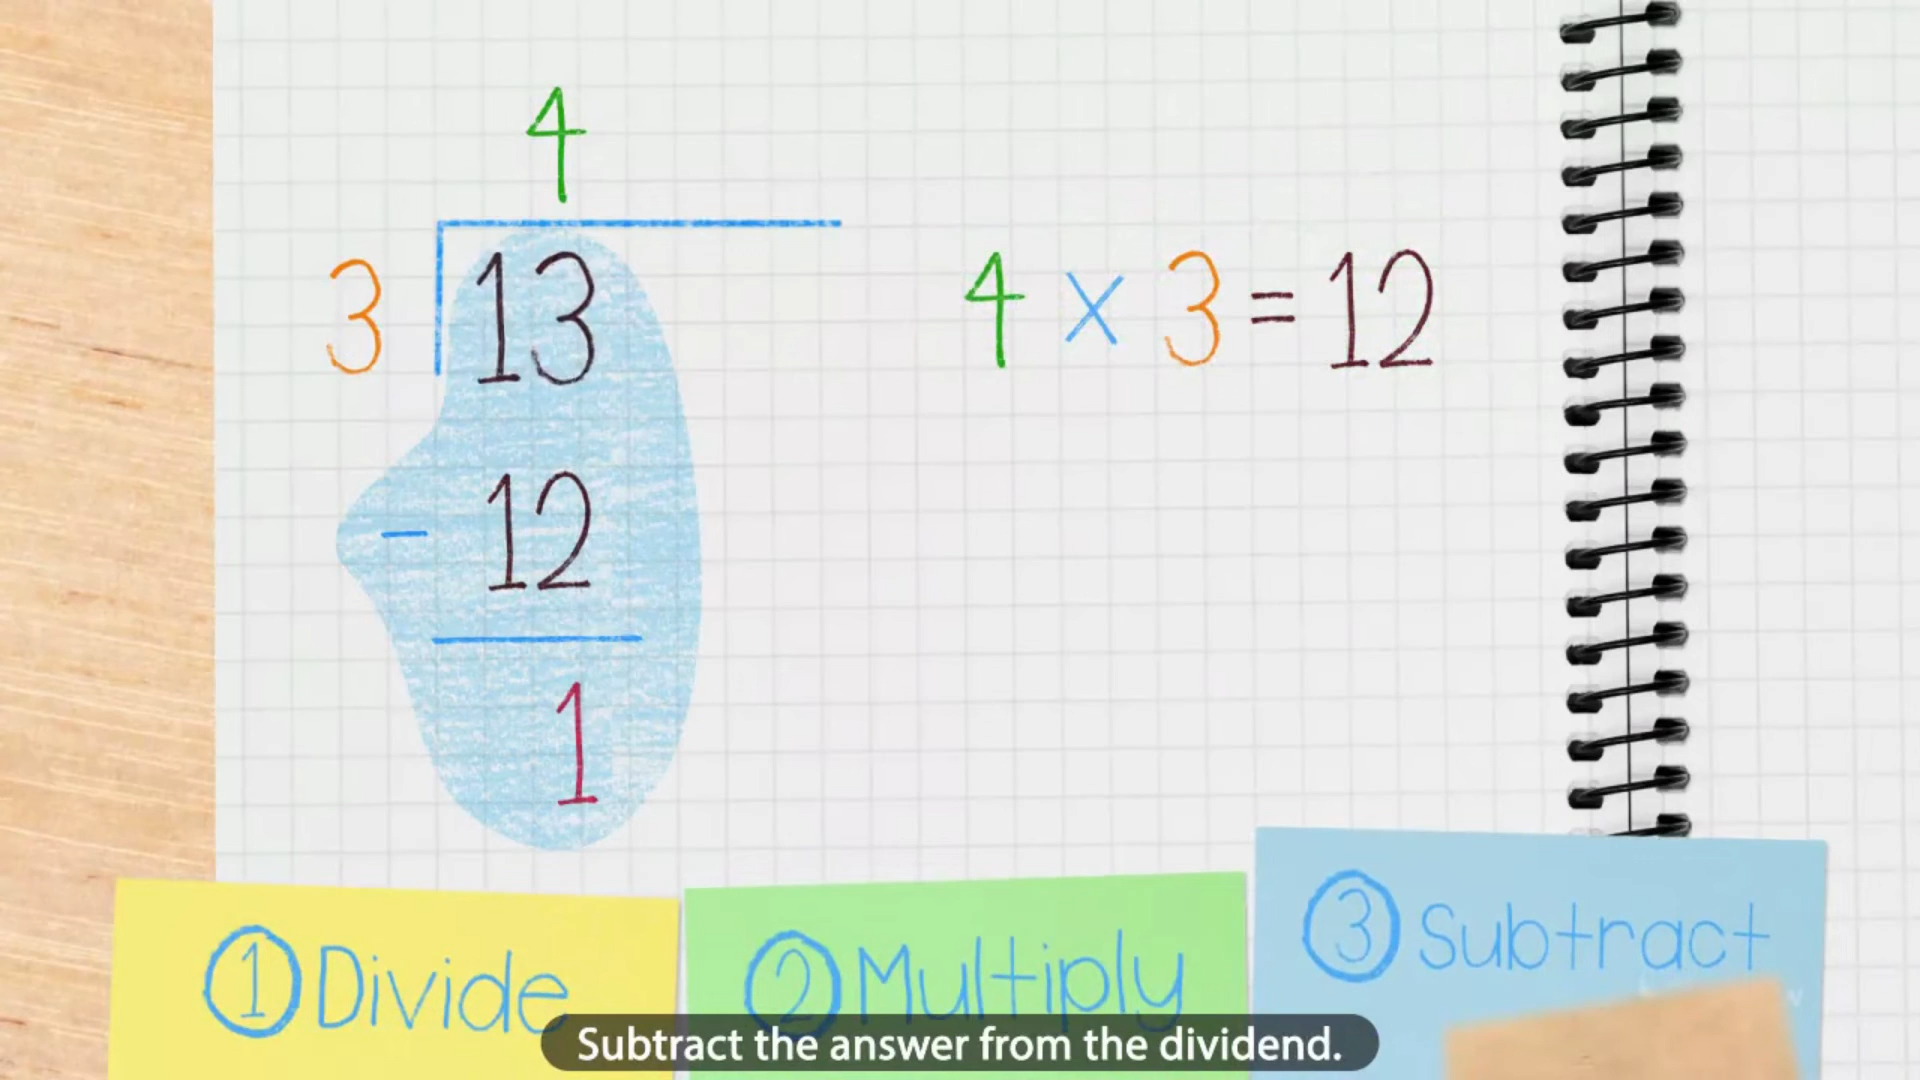 4
3 13
4 × 3 = 12
- 12
1
① Divide
② Multiply
③ Subtract
Subtract the answer from the dividend.